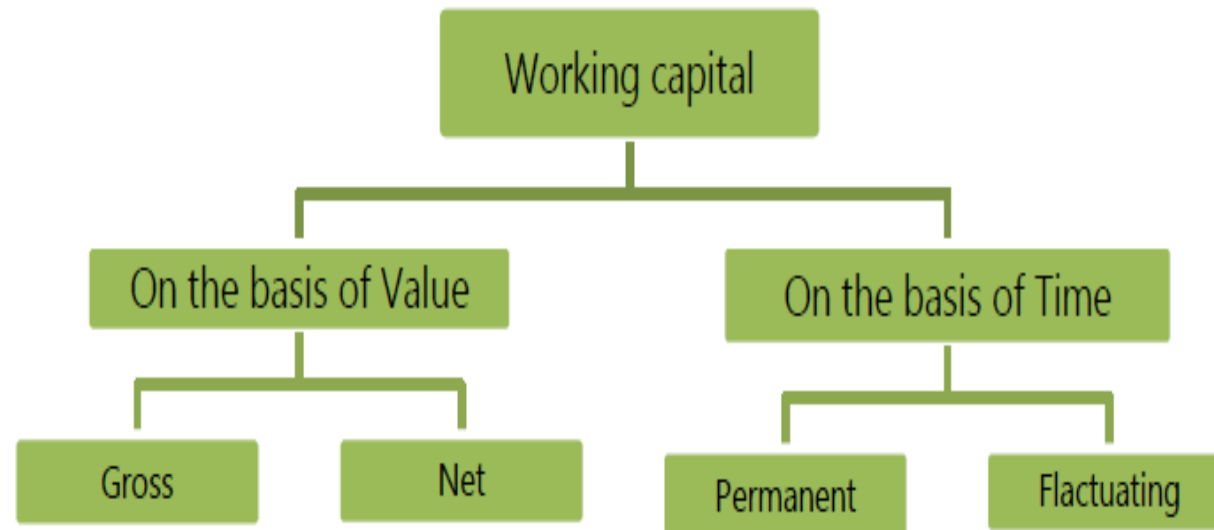 Working capital
On the basis of Value
On the basis of Time
Gross
Net
Permanent
Flactuating